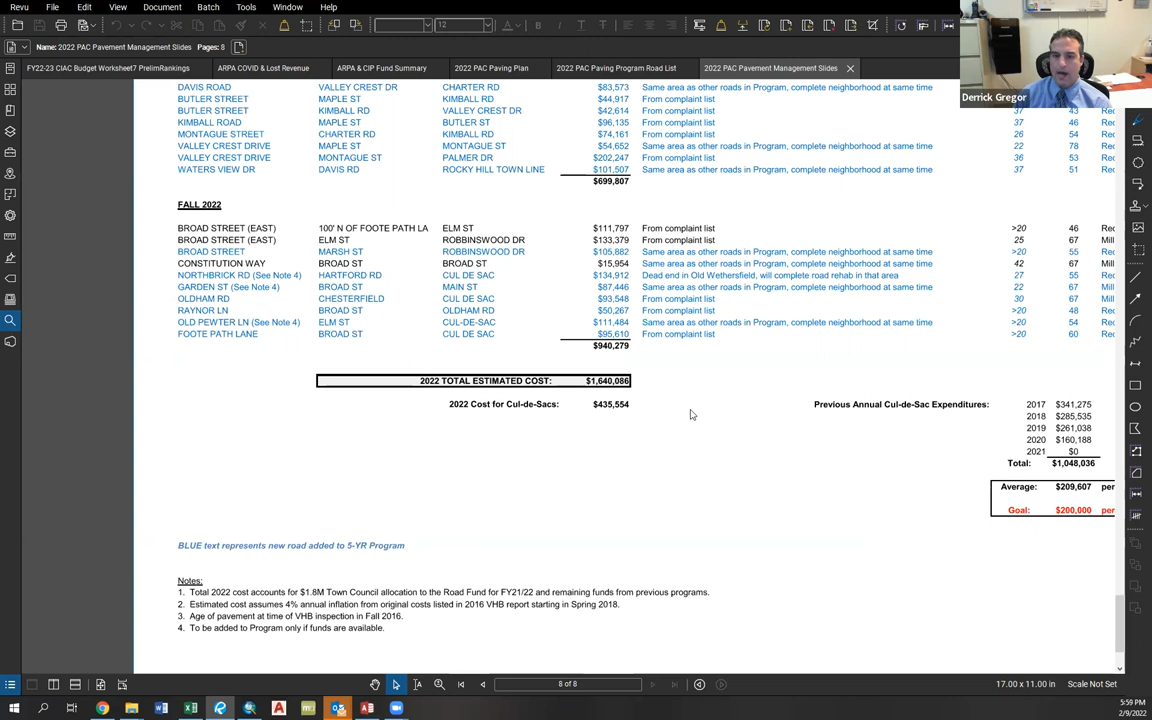 Revu File Edit View Document Batch Tools Window Help
12
Name: 2022 PAC Pavement Management Slides Pages: 8
FY22-23 CIAC Budget Worksheet7 PrelimRankings ARPA COVID & Lost Revenue ARPA & CIP Fund Summary 2022 PAC Paving Plan 2022 PAC Paving Program Road List 2022 PAC Pavement Management Slides
Derrick Gregor
DAVIS ROAD VALLEY CREST DR CHARTER RD $83,573 Same area as other roads in Program, complete neighborhood at same time
BUTLER STREET MAPLE ST KIMBALL RD $44,917 From complaint list
BUTLER STREET KIMBALL RD VALLEY CREST DR $42,614 From complaint list 37 43 Rec
KIMBALL ROAD MAPLE ST BUTLER ST $96,135 From complaint list 37 46 Rec
MONTAGUE STREET CHARTER RD KIMBALL RD $74,161 From complaint list 26 54 Rec
VALLEY CREST DRIVE MAPLE ST MONTAGUE ST $54,652 Same area as other roads in Program, complete neighborhood at same time 22 78 Rec
VALLEY CREST DRIVE MONTAGUE ST PALMER DR $202,247 From complaint list 36 53 Rec
WATERS VIEW DR DAVIS RD ROCKY HILL TOWN LINE $101,507 Same area as other roads in Program, complete neighborhood at same time 37 51 Rec
$699,807
FALL 2022
BROAD STREET (EAST) 100' N OF FOOTE PATH LA ELM ST $111,797 From complaint list >20 46 Rec
BROAD STREET (EAST) ELM ST ROBBINSWOOD DR $133,379 From complaint list 25 67 Mill
BROAD STREET MARSH ST ROBBINSWOOD DR $105,882 Same area as other roads in Program, complete neighborhood at same time >20 55 Rec
CONSTITUTION WAY BROAD ST BROAD ST $15,954 Same area as other roads in Program, complete neighborhood at same time 42 67 Mill
NORTHBRICK RD (See Note 4) HARTFORD RD CUL DE SAC $134,912 Dead end in Old Wethersfield, will complete road rehab in that area 27 55 Rec
GARDEN ST (See Note 4) BROAD ST MAIN ST $87,446 Same area as other roads in Program, complete neighborhood at same time 22 67 Mill
OLDHAM RD CHESTERFIELD CUL DE SAC $93,548 From complaint list 30 67 Mill
RAYNOR LN BROAD ST OLDHAM RD $50,267 From complaint list >20 48 Rec
OLD PEWTER LN (See Note 4) ELM ST CUL-DE-SAC $111,484 Same area as other roads in Program, complete neighborhood at same time >20 54 Rec
FOOTE PATH LANE BROAD ST CUL DE SAC $95,610 From complaint list >20 60 Rec
$940,279
2022 TOTAL ESTIMATED COST: $1,640,086
2022 Cost for Cul-de-Sacs: $435,554 Previous Annual Cul-de-Sac Expenditures: 2017 $341,275
2018 $285,535
2019 $261,038
2020 $160,188
2021 $0
Total: $1,048,036
Average: $209,607 per
Goal: $200,000 per
BLUE text represents new road added to 5-YR Program
Notes:
1. Total 2022 cost accounts for $1.8M Town Council allocation to the Road Fund for FY21/22 and remaining funds from previous programs.
2. Estimated cost assumes 4% annual inflation from original costs listed in 2016 VHB report starting in Spring 2018.
3. Age of pavement at time of VHB inspection in Fall 2016.
4. To be added to Program only if funds are available.
8 of 8 17.00 x 11.00 in Scale Not Set
5:59 PM
2/9/2022